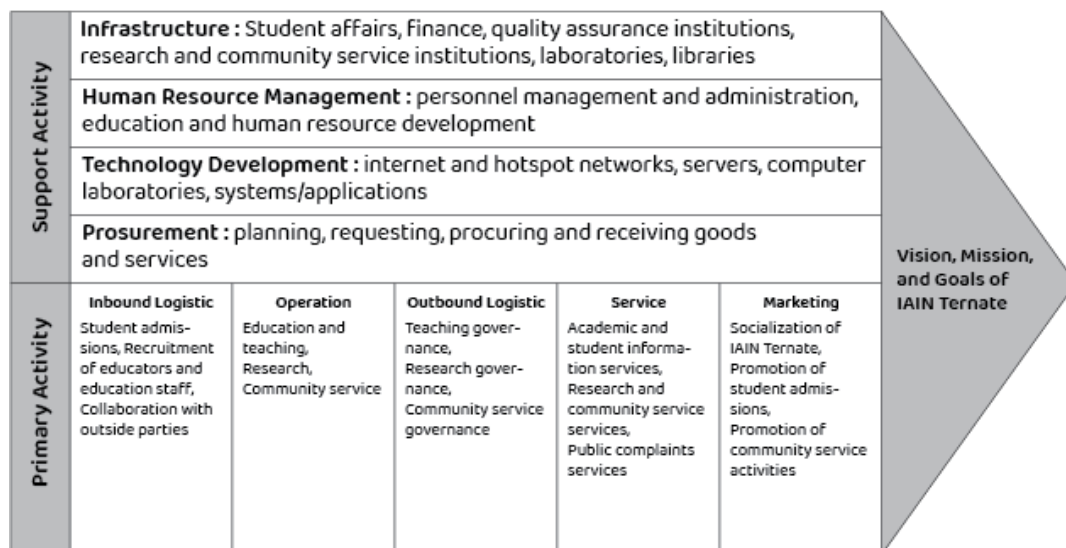 Support Activity
Infrastructure : Student affairs, finance, quality assurance institutions,
research and community service institutions, laboratories, libraries
Human Resource Management : personnel management and administration,
education and human resource development
Technology Development : internet and hotspot networks, servers, computer
laboratories, systems/applications
Prosurement : planning, requesting, procuring and receiving goods
and services
Primary Activity
Inbound Logistic
Student admis-
sions, Recruitment
of educators and
education staff,
Collaboration with
outside parties
Operation
Education and
teaching,
Research,
Community service
Outbound Logistic
Teaching gover-
nance,
Research gover-
nance,
Community service
governance
Service
Academic and
student informa-
tion services,
Research and
community service
services,
Public complaints
services
Marketing
Socialization of
IAIN Ternate,
Promotion of
student admis-
sions,
Promotion of
community service
activities
Vision, Mission,
and Goals of
IAIN Ternate